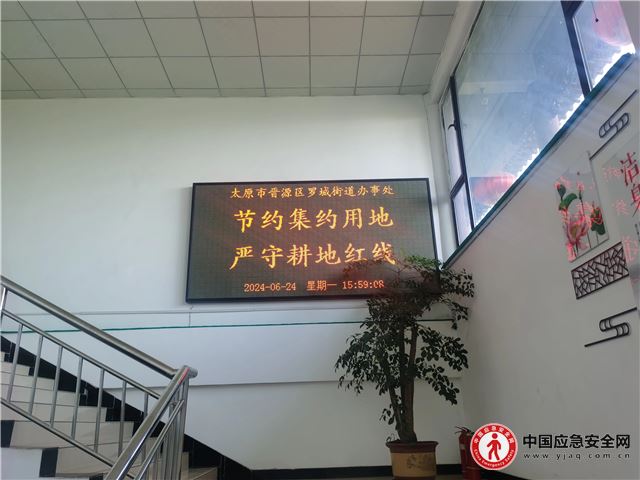 太原市晋源区罗城街道办事处
节约集约用地
严守耕地红线
2024-06-24 星期一 15:59:08
中国应急安全网
www.yjaq.com.cn